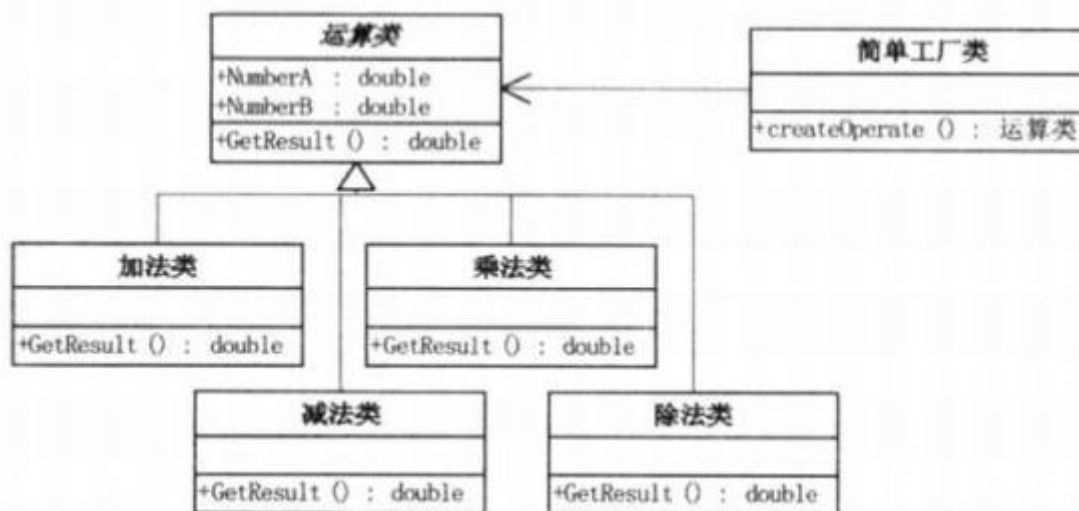 运算类
+NumberA : double
+NumberB : double
+GetResult () : double
简单工厂类
+createOperate () : 运算类
加法类
+GetResult () : double
乘法类
+GetResult () : double
减法类
+GetResult () : double
除法类
+GetResult () : double